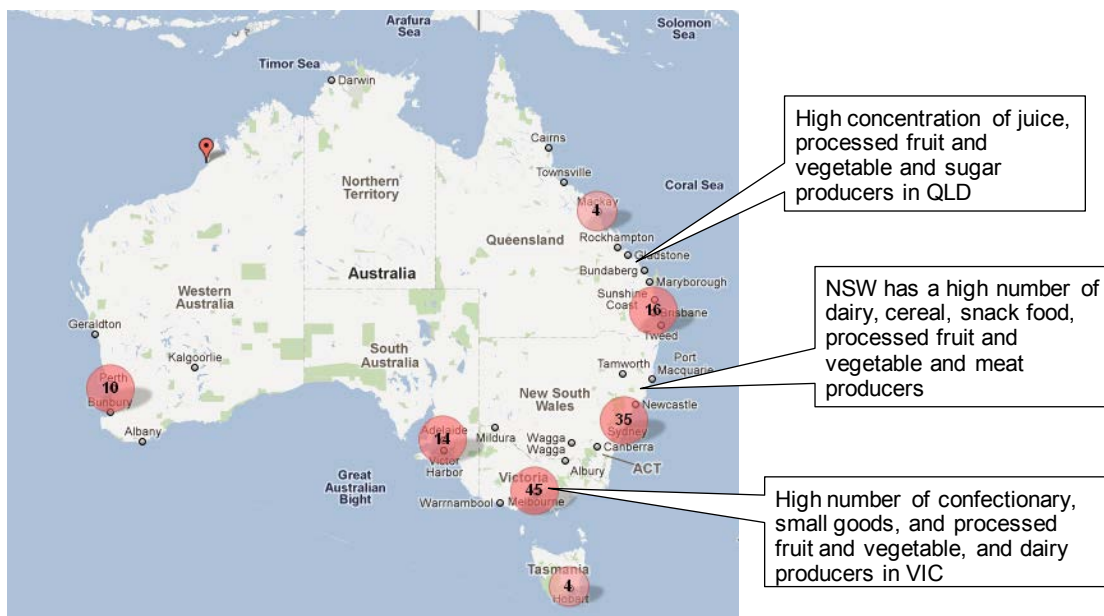 Arafura
Sea
Solomon
Sea
Timor Sea
Darwin
Cairns
Townsville
Coral Sea
Northern
Territory
Mackay
4
Queensland
Rockhampton
Gladstone
Bundaberg
Maryborough
Australia
Western
Australia
Sunshine
Coast
16
Brisbane
Tweed
Geraldton
Kalgoorlie
South
Australia
Tamworth
Port
Macquarie
Perth
10
Bunbury
New South
Wales
Newcastle
35
Sydney
Albany
Adelaide
14
Victor
Harbor
Mildura
Wagga
Wagga
Canberra
ACT
Albury
Great
Australian
Bight
Victoria
45
Melbourne
Warrnambool
Tasmania
4
Hobart
High concentration of juice,
processed fruit and
vegetable and sugar
producers in QLD
NSW has a high number of
dairy, cereal, snack food,
processed fruit and
vegetable and meat
producers
High number of confectionary,
small goods, and processed
fruit and vegetable, and dairy
producers in VIC